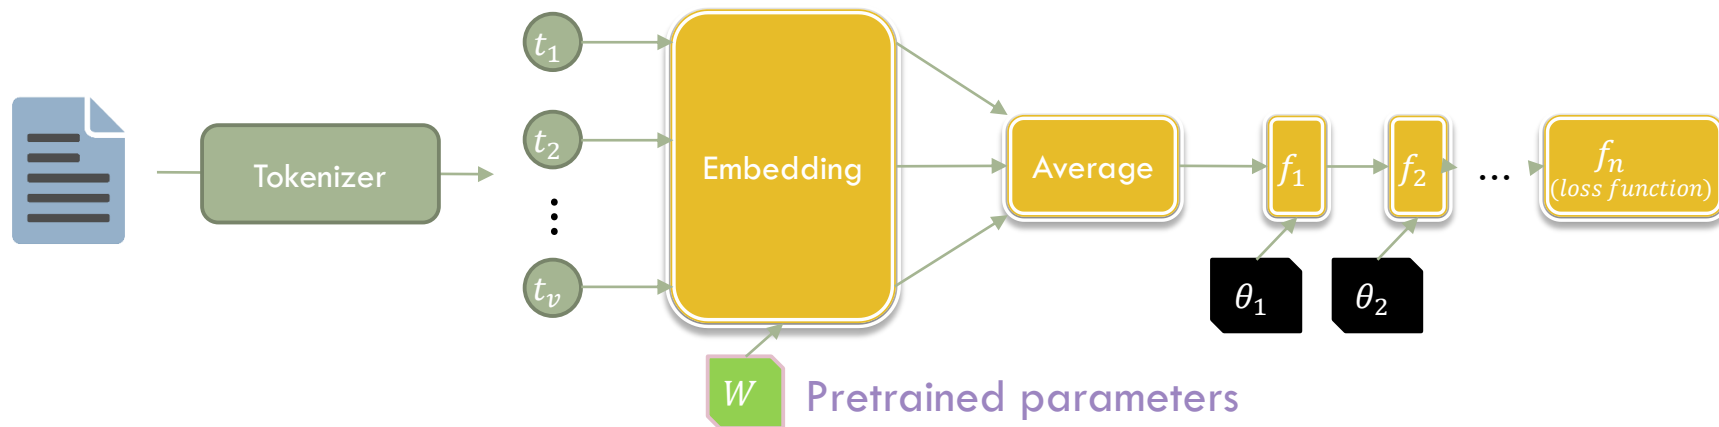 t₁
t₂
⋮
tᵥ
Tokenizer
Embedding
W
Pretrained parameters
Average
f₁
f₂
...
fₙ
(loss function)
θ₁
θ₂